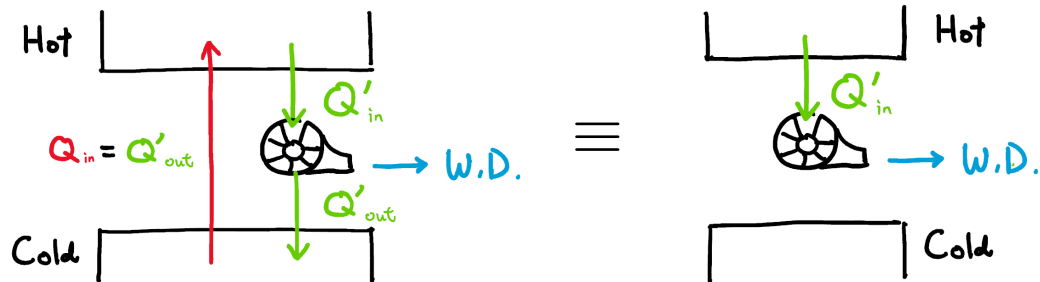 Hot
Q'in
Qin = Q'out
W.D.
Q'out
Cold
≡
Hot
Q'in
W.D.
Cold